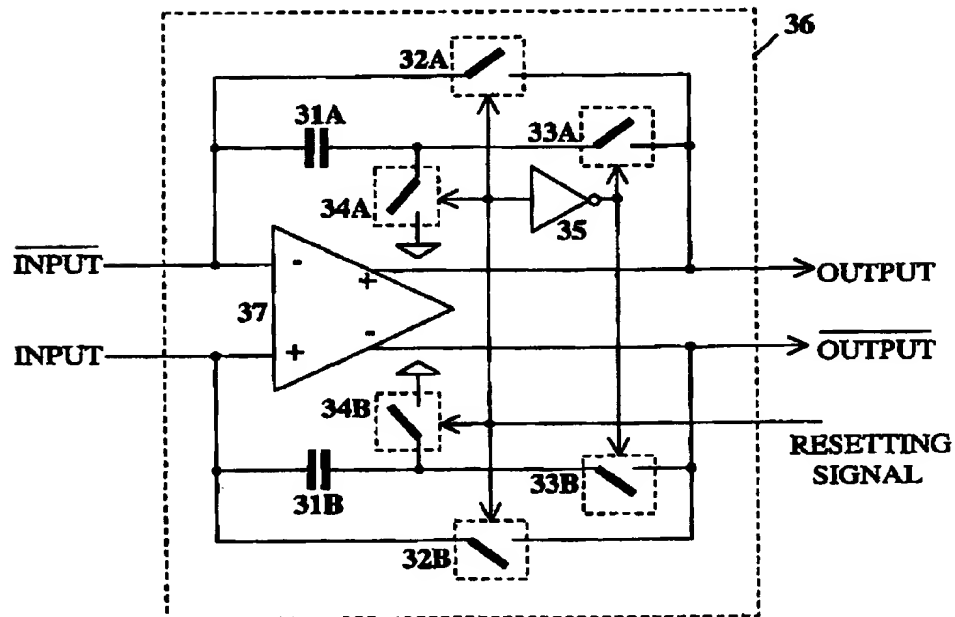 36
32A
31A
33A
34A
35
INPUT
-
+
OUTPUT
37
-
INPUT
+
OUTPUT
34B
RESETTING
SIGNAL
31B
33B
32B